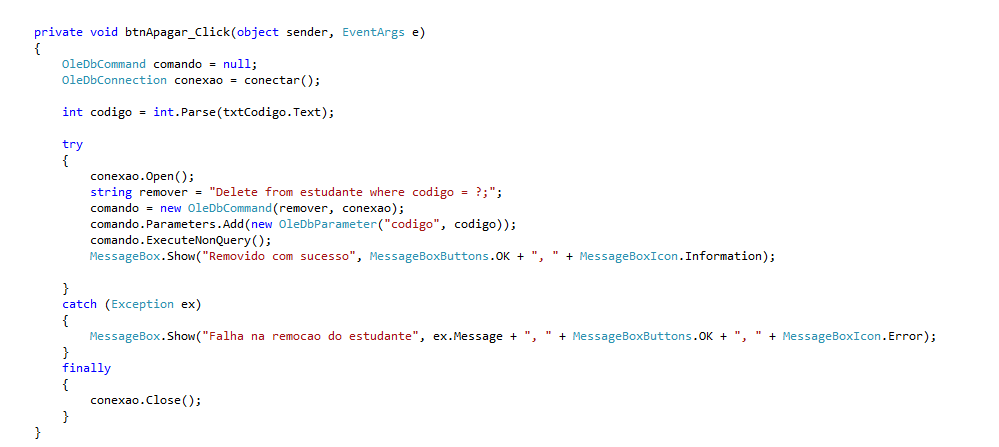 private void btnApagar_Click(object sender, EventArgs e)
{
OleDbCommand comando = null;
OleDbConnection conexao = conectar();
int codigo = int.Parse(txtCodigo.Text);
try
{
conexao.Open();
string remover = "Delete from estudante where codigo = ?;";
comando = new OleDbCommand(remover, conexao);
comando.Parameters.Add(new OleDbParameter("codigo", codigo));
comando.ExecuteNonQuery();
MessageBox.Show("Removido com sucesso", MessageBoxButtons.OK + ", " + MessageBoxIcon.Information);
}
catch (Exception ex)
{
MessageBox.Show("Falha na remocao do estudante", ex.Message + ", " + MessageBoxButtons.OK + ", " + MessageBoxIcon.Error);
}
finally
{
conexao.Close();
}
}